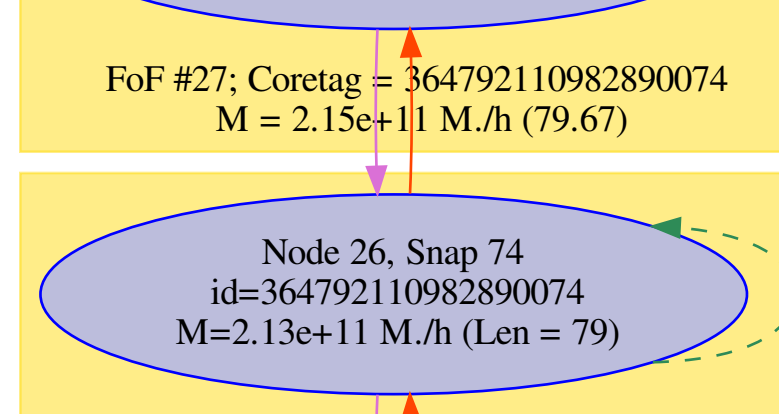 FoF #27; Coretag = 364792110982890074
M = 2.15e+11 M./h (79.67)
Node 26, Snap 74
id=364792110982890074
M=2.13e+11 M./h (Len = 79)